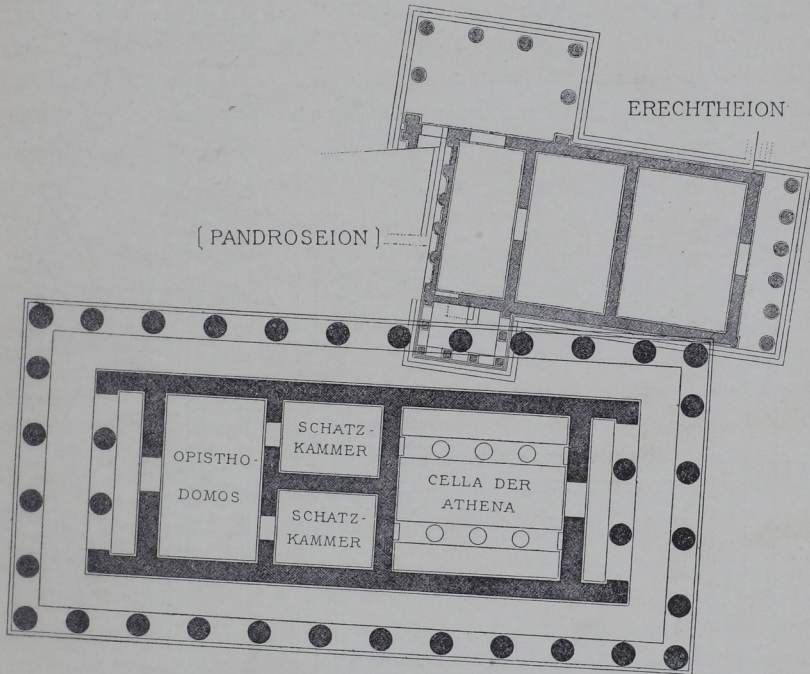 ERECHTHEION
[PANDROSEION]
OPISTHO-
DOMOS
SCHATZ-
KAMMER
SCHATZ-
KAMMER
CELLA DER
ATHENA